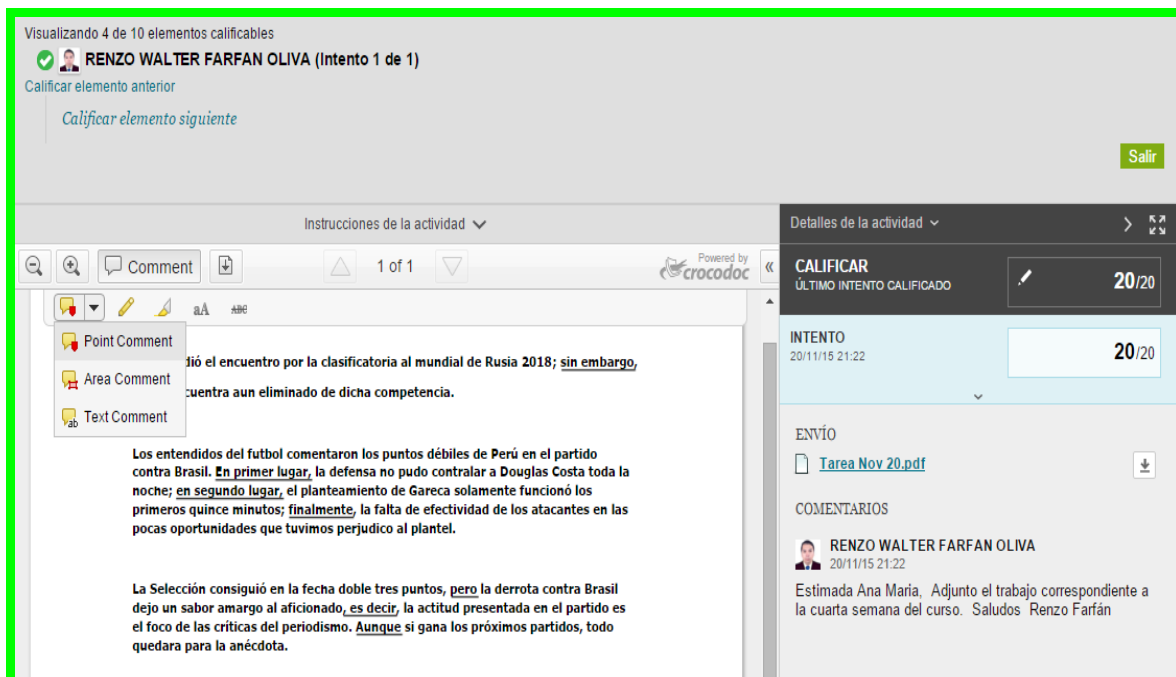 Visualizando 4 de 10 elementos calificables
RENZO WALTER FARFAN OLIVA (Intento 1 de 1)
Calificar elemento anterior
Calificar elemento siguiente
Salir
Instrucciones de la actividad
Comment
1 of 1
Powered by
crocodoc
«
aA
ABC
Point Comment
Area Comment
ab Text Comment
dió el encuentro por la clasificatoria al mundial de Rusia 2018; sin embargo,
cuentra aun eliminado de dicha competencia.
Los entendidos del futbol comentaron los puntos débiles de Perú en el partido
contra Brasil. En primer lugar, la defensa no pudo contralar a Douglas Costa toda la
noche; en segundo lugar, el planteamiento de Gareca solamente funcionó los
primeros quince minutos; finalmente, la falta de efectividad de los atacantes en las
pocas oportunidades que tuvimos perjudico al plantel.
La Selección consiguió en la fecha doble tres puntos, pero la derrota contra Brasil
dejo un sabor amargo al aficionado, es decir, la actitud presentada en el partido es
el foco de las críticas del periodismo. Aunque si gana los próximos partidos, todo
quedara para la anécdota.
Detalles de la actividad
CALIFICAR
ÚLTIMO INTENTO CALIFICADO
20/20
INTENTO
20/11/15 21:22
20/20
ENVÍO
Tarea Nov 20.pdf
COMENTARIOS
RENZO WALTER FARFAN OLIVA
20/11/15 21:22
Estimada Ana Maria, Adjunto el trabajo correspondiente a
la cuarta semana del curso. Saludos Renzo Farfán